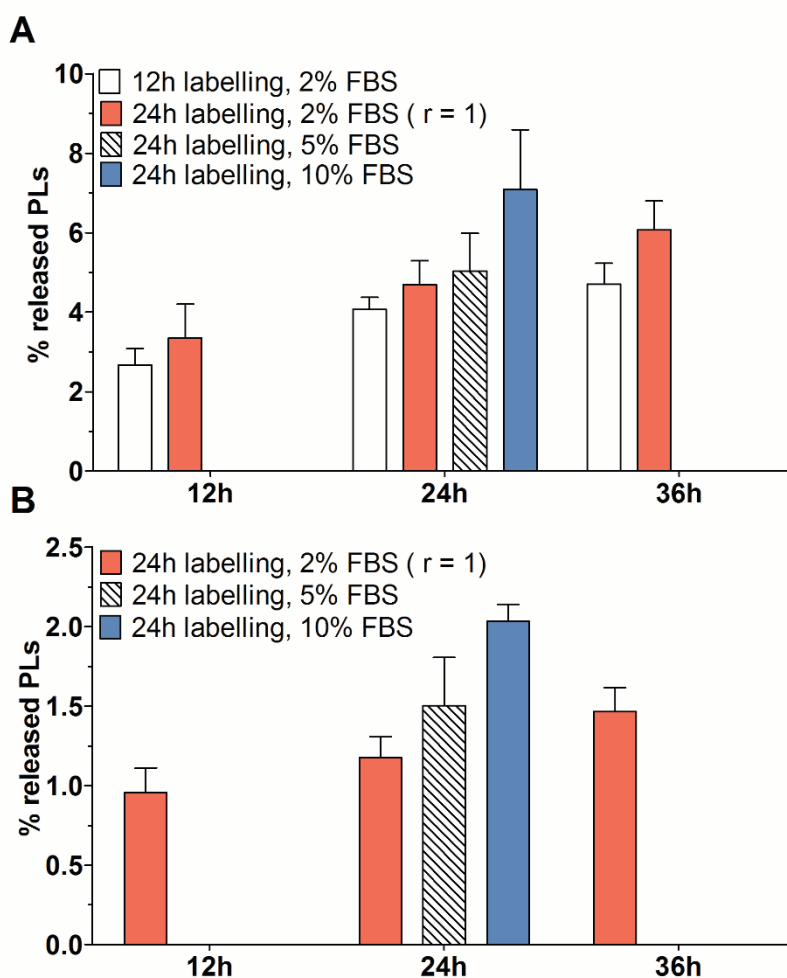 A
% released PLs
10
8
6
4
2
0
12h labelling, 2% FBS
24h labelling, 2% FBS ( r = 1)
24h labelling, 5% FBS
24h labelling, 10% FBS
12h 24h 36h
B
% released PLs
2.5
2.0
1.5
1.0
0.5
0.0
24h labelling, 2% FBS ( r = 1)
24h labelling, 5% FBS
24h labelling, 10% FBS
12h 24h 36h